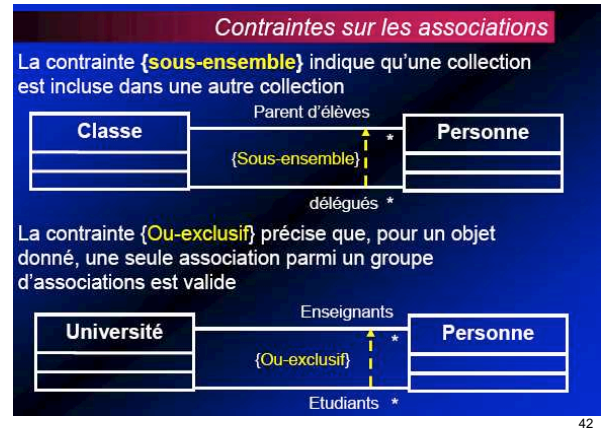 Contraintes sur les associations
La contrainte {sous-ensemble} indique qu'une collection
est incluse dans une autre collection
Parent d'élèves
Classe
Personne
*
{Sous-ensemble}
délégués *
La contrainte {Ou-exclusif} précise que, pour un objet
donné, une seule association parmi un groupe
d'associations est valide
Enseignants
Université
Personne
*
{Ou-exclusif}
Etudiants *
42